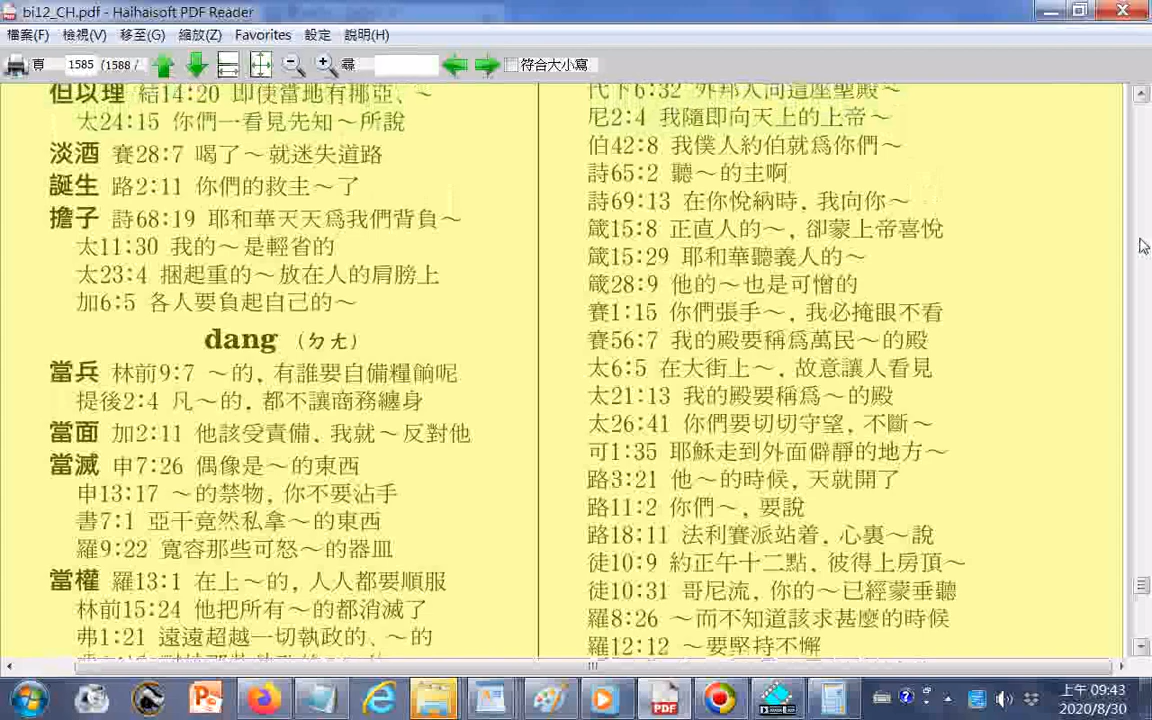 bi12_CH.pdf - Haihaisoft PDF Reader
檔案(F) 檢視(V) 移至(G) 縮放(Z) Favorites 設定 說明(H)
頁 1585 (1588 / 尋 符合大小寫
但以理 結14:20 即使當地有挪亞、～
太24:15 你們一看見先知～所說
淡酒 賽28:7 喝了～就迷失道路
誕生 路2:11 你們的救主～了
擔子 詩68:19 耶和華天天爲我們背負～
太11:30 我的～是輕省的
太23:4 捆起重的～放在人的肩膀上
加6:5 各人要負起自己的～
dang (ㄉㄤ)
當兵 林前9:7 ～的，有誰要自備糧餉呢
提後2:4 凡～的，都不讓商務纏身
當面 加2:11 他該受責備，我就～反對他
當滅 申7:26 偶像是～的東西
申13:17 ～的禁物，你不要沾手
書7:1 亞干竟然私拿～的東西
羅9:22 寬容那些可怒～的器皿
當權 羅13:1 在上～的，人人都要順服
林前15:24 他把所有～的都消滅了
弗1:21 遠遠超越一切執政的、～的
代下6:32 外邦人向這座聖殿～
尼2:4 我隨即向天上的上帝～
伯42:8 我僕人約伯就爲你們～
詩65:2 聽～的主啊
詩69:13 在你悅納時，我向你～
箴15:8 正直人的～，卻蒙上帝喜悅
箴15:29 耶和華聽義人的～
箴28:9 他的～也是可憎的
賽1:15 你們張手～，我必掩眼不看
賽56:7 我的殿要稱爲萬民～的殿
太6:5 在大街上～，故意讓人看見
太21:13 我的殿要稱爲～的殿
太26:41 你們要切切守望，不斷～
可1:35 耶穌走到外面僻靜的地方～
路3:21 他～的時候，天就開了
路11:2 你們～，要說
路18:11 法利賽派站着，心裏～說
徒10:9 約正午十二點，彼得上房頂～
徒10:31 哥尼流，你的～已經蒙垂聽
羅8:26 ～而不知道該求甚麼的時候
羅12:12 ～要堅持不懈
上午 09:43
2020/8/30